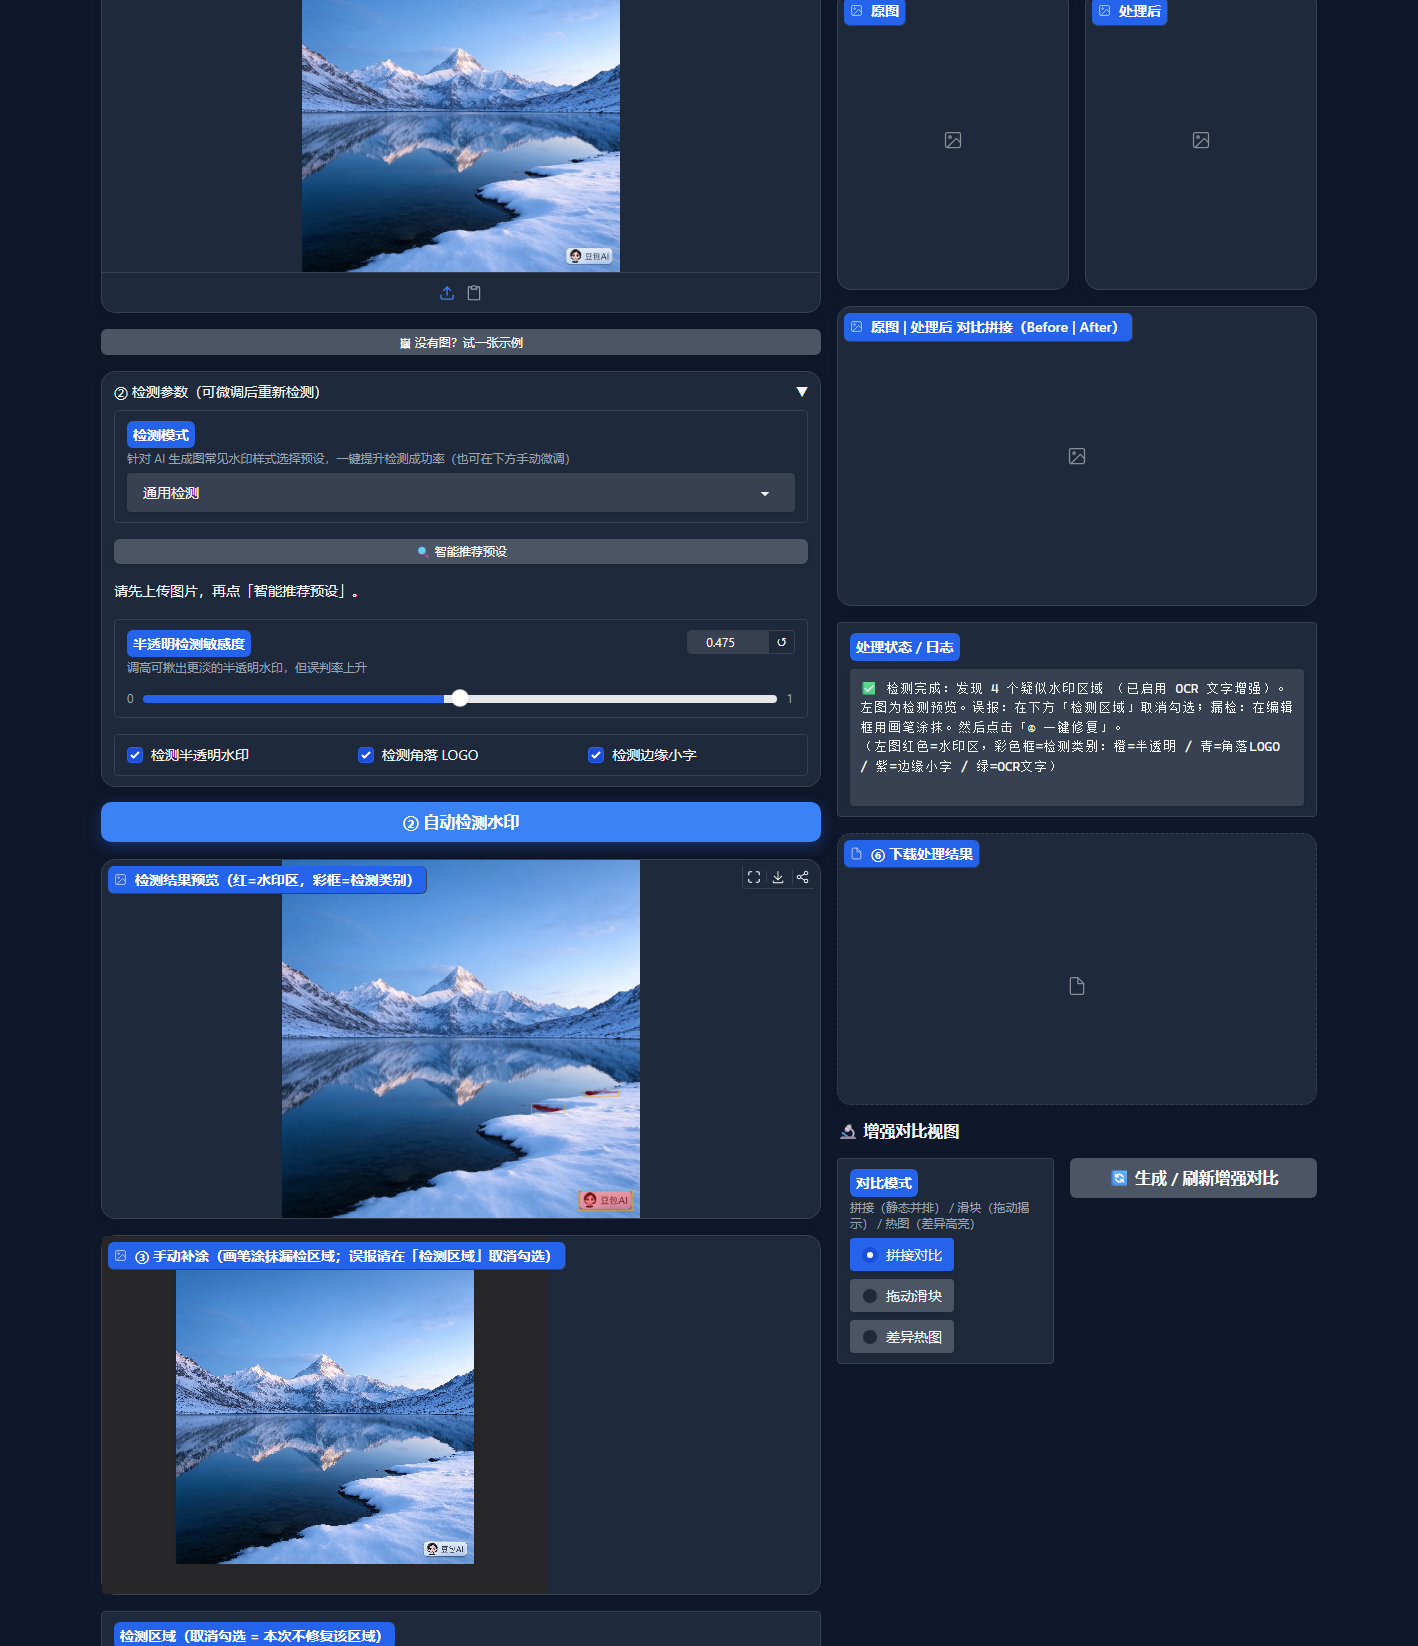 豆包AI
没有图？试一张示例
② 检测参数（可微调后重新检测）
检测模式
针对 AI 生成图常见水印样式选择预设，一键提升检测成功率（也可在下方手动微调）
通用检测
智能推荐预设
请先上传图片，再点「智能推荐预设」。
半透明检测敏感度
0.475
调高可揪出更淡的半透明水印，但误判率上升
0
1
检测半透明水印
检测角落 LOGO
检测边缘小字
② 自动检测水印
检测结果预览（红=水印区，彩框=检测类别）
豆包AI
③ 手动补涂（画笔涂抹漏检区域；误报请在「检测区域」取消勾选）
豆包AI
检测区域（取消勾选 = 本次不修复该区域）
原图
处理后
原图 | 处理后 对比拼接（Before | After）
处理状态 / 日志
检测完成：发现 4 个疑似水印区域 （已启用 OCR 文字增强）。
左图为检测预览。误报：在下方「检测区域」取消勾选；漏检：在编辑
框用画笔涂抹。然后点击「④ 一键修复」。
（左图红色=水印区，彩色框=检测类别：橙=半透明 / 青=角落LOGO
/ 紫=边缘小字 / 绿=OCR文字）
⑥ 下载处理结果
增强对比视图
对比模式
拼接（静态并排） / 滑块（拖动揭
示） / 热图（差异高亮）
拼接对比
拖动滑块
差异热图
生成 / 刷新增强对比